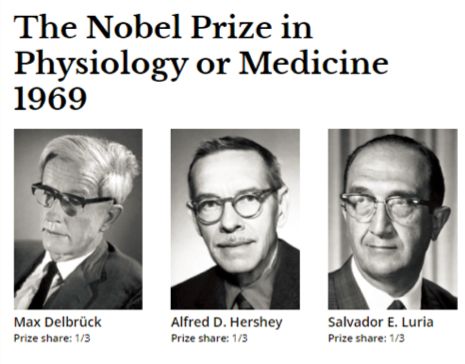 The Nobel Prize in
Physiology or Medicine
1969
Max Delbrück
Prize share: 1/3
Alfred D. Hershey
Prize share: 1/3
Salvador E. Luria
Prize share: 1/3